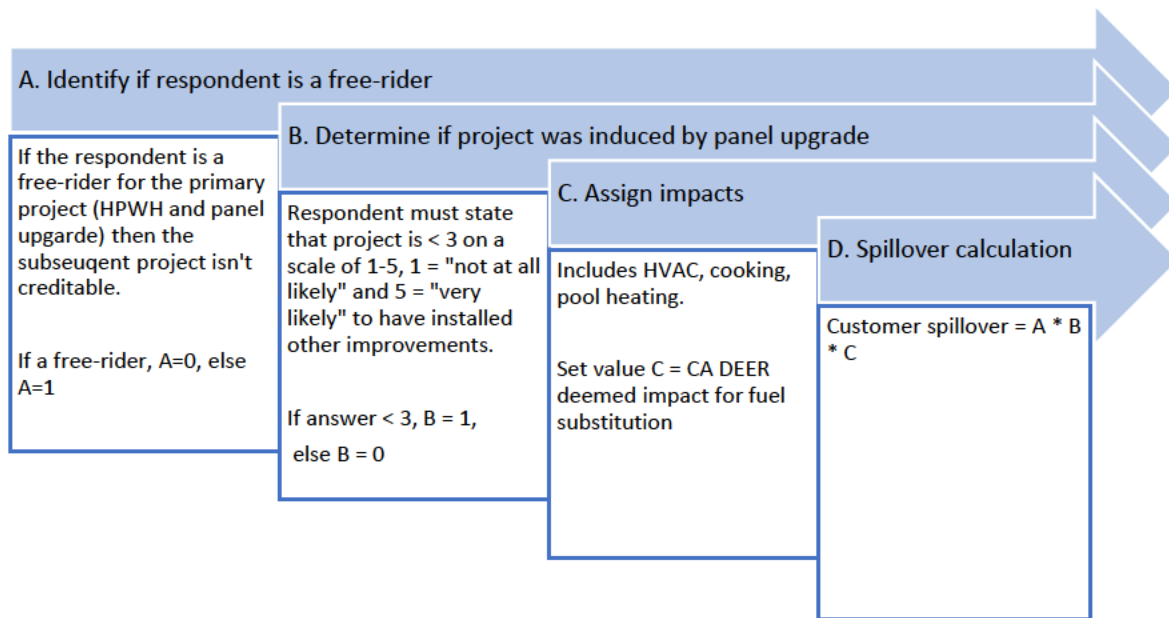 A. Identify if respondent is a free-rider
If the respondent is a
free-rider for the primary
project (HPWH and panel
upgarde) then the
subseuqent project isn't
creditable.
If a free-rider, A=0, else
A=1
B. Determine if project was induced by panel upgrade
Respondent must state
that project is < 3 on a
scale of 1-5, 1 = "not at all
likely" and 5 = "very
likely" to have installed
other improvements.
If answer < 3, B = 1,
else B = 0
C. Assign impacts
Includes HVAC, cooking,
pool heating.
Set value C = CA DEER
deemed impact for fuel
substitution
D. Spillover calculation
Customer spillover = A * B
* C